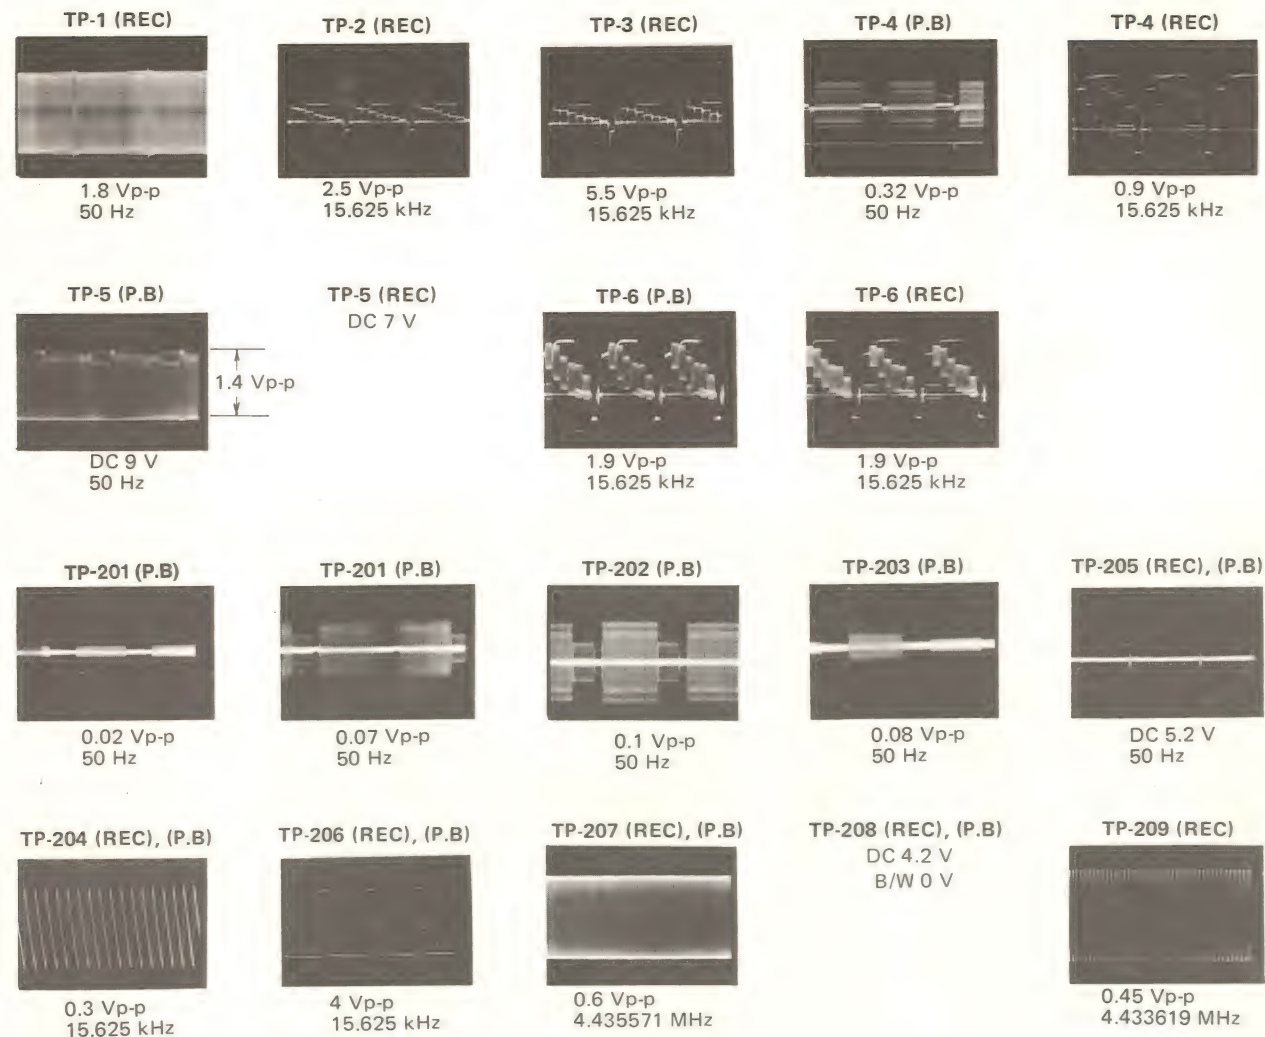 TP-1 (REC)
1.8 Vp-p
50 Hz
TP-2 (REC)
2.5 Vp-p
15.625 kHz
TP-3 (REC)
5.5 Vp-p
15.625 kHz
TP-4 (P.B)
0.32 Vp-p
50 Hz
TP-4 (REC)
0.9 Vp-p
15.625 kHz
TP-5 (P.B)
1.4 Vp-p
DC 9 V
50 Hz
TP-5 (REC)
DC 7 V
TP-6 (P.B)
1.9 Vp-p
15.625 kHz
TP-6 (REC)
1.9 Vp-p
15.625 kHz
TP-201 (P.B)
0.02 Vp-p
50 Hz
TP-201 (P.B)
0.07 Vp-p
50 Hz
TP-202 (P.B)
0.1 Vp-p
50 Hz
TP-203 (P.B)
0.08 Vp-p
50 Hz
TP-205 (REC), (P.B)
DC 5.2 V
50 Hz
TP-204 (REC), (P.B)
0.3 Vp-p
15.625 kHz
TP-206 (REC), (P.B)
4 Vp-p
15.625 kHz
TP-207 (REC), (P.B)
0.6 Vp-p
4.435571 MHz
TP-208 (REC), (P.B)
DC 4.2 V
B/W 0 V
TP-209 (REC)
0.45 Vp-p
4.433619 MHz